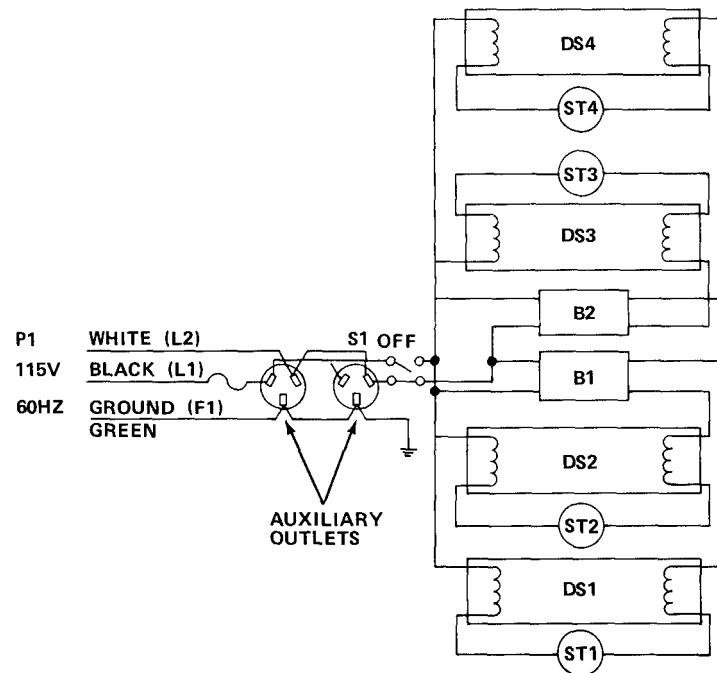 DS4
ST4
ST3
DS3
B2
P1 WHITE (L2) S1 OFF
115V BLACK (L1)
B1
60HZ GROUND (F1)
GREEN
DS2
AUXILIARY
OUTLETS
ST2
DS1
ST1